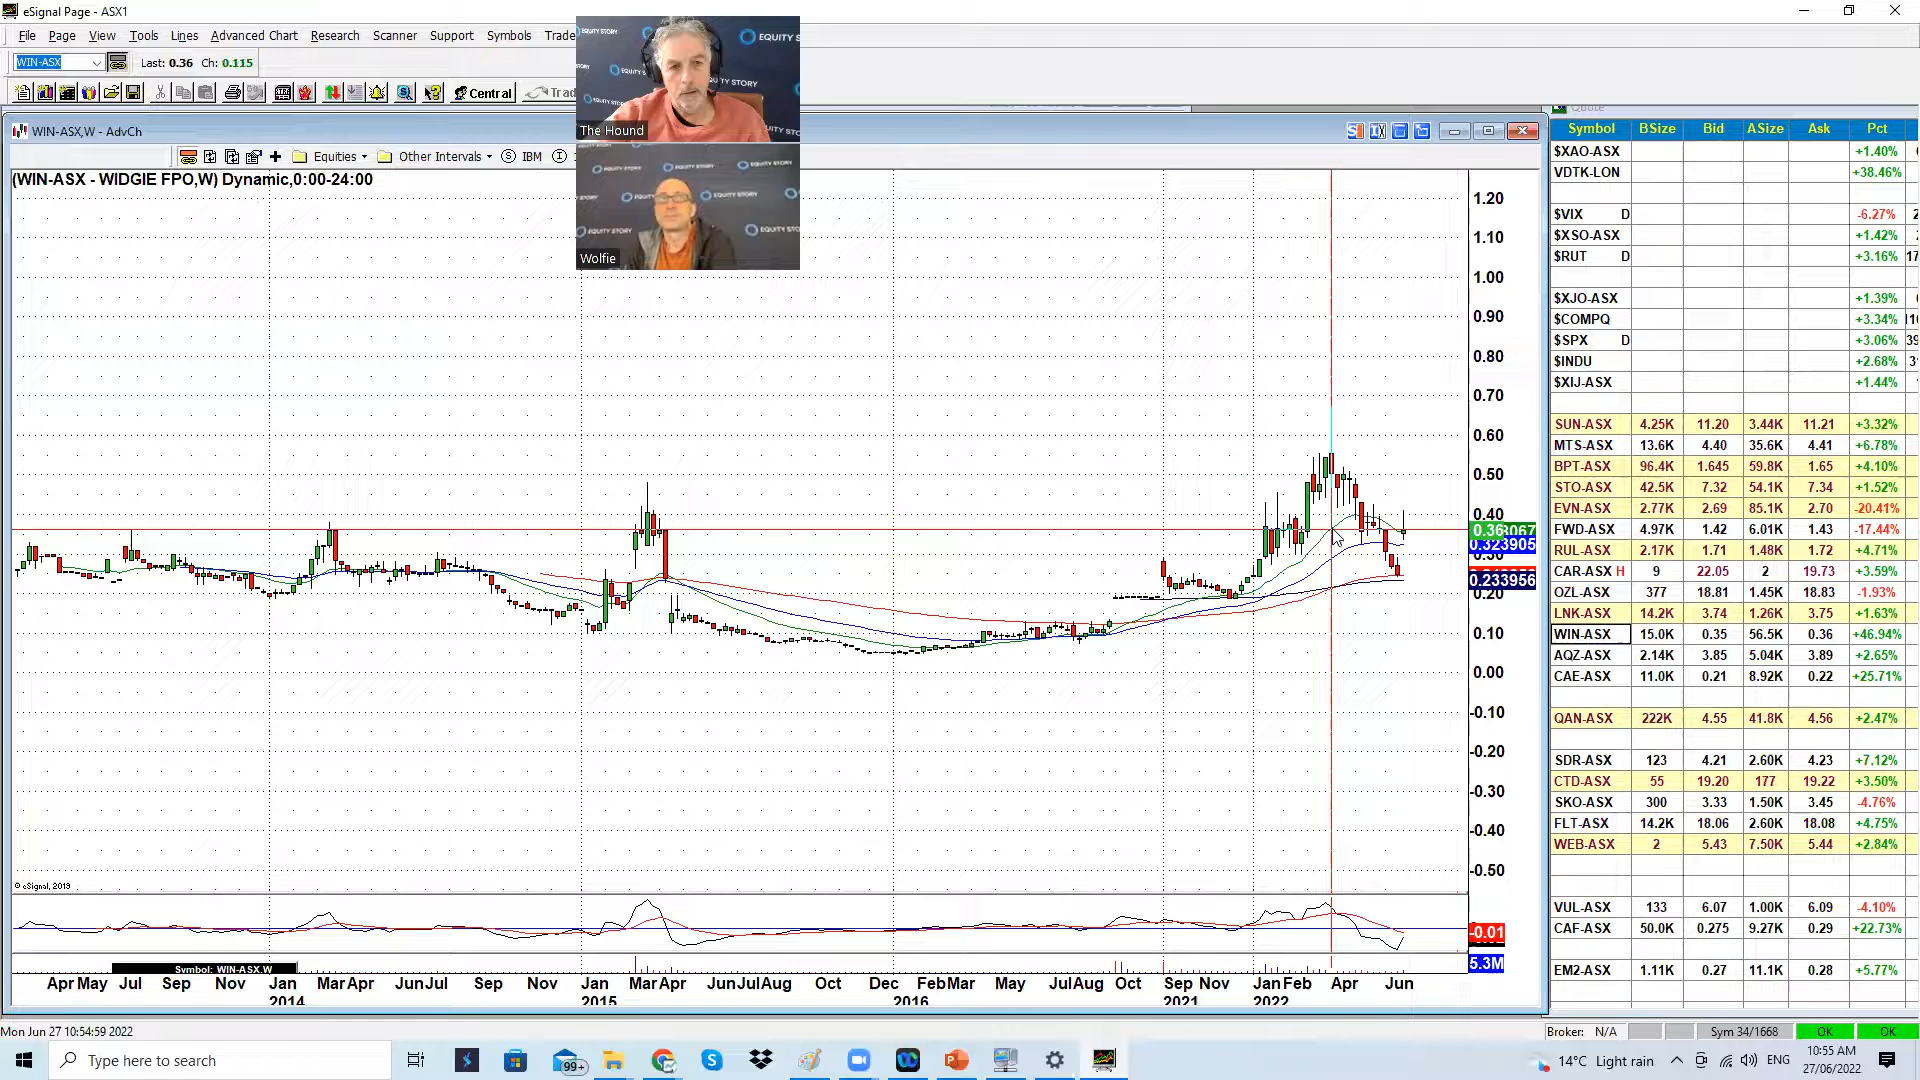 eSignal Page - ASX1
File Page View Tools Lines Advanced Chart Research Scanner Support Symbols Trade
WIN-ASX Last: 0.36 Ch: 0.115
Central Trad
WIN-ASX,W - AdvCh
Equities Other Intervals IBM
(WIN-ASX - WIDGIE FPO,W) Dynamic,0:00-24:00
EQUITY STORY
The Hound
EQUITY STORY
Wolfie
1.20
1.10
1.00
0.90
0.80
0.70
0.60
0.50
0.40
0.36
0.323905
0.30
0.233956
0.20
0.10
0.00
-0.10
-0.20
-0.30
-0.40
-0.50
© eSignal, 2019
-0.01
5.3M
Symbol: WIN-ASX,W
Apr May Jul Sep Nov Jan Mar Apr Jun Jul Sep Nov Jan Mar Apr Jun Jul Aug Oct Dec Feb Mar May Jul Aug Oct Sep Nov Jan Feb Apr Jun
2014 2015 2016 2021 2022
Quote
Symbol BSize Bid ASize Ask Pct
$XAO-ASX +1.40%
VDTK-LON +38.46%
$VIX D -6.27%
$XSO-ASX +1.42%
$RUT D +3.16% 17
$XJO-ASX +1.39%
$COMPQ +3.34%
$SPX D +3.06% 39
$INDU +2.68% 3
$XIJ-ASX +1.44%
SUN-ASX 4.25K 11.20 3.44K 11.21 +3.32%
MTS-ASX 13.6K 4.40 35.6K 4.41 +6.78%
BPT-ASX 96.4K 1.645 59.8K 1.65 +4.10%
STO-ASX 42.5K 7.32 54.1K 7.34 +1.52%
EVN-ASX 2.77K 2.69 85.1K 2.70 -20.41%
FWD-ASX 4.97K 1.42 6.01K 1.43 -17.44%
RUL-ASX 2.17K 1.71 1.48K 1.72 +4.71%
CAR-ASX H 9 22.05 2 19.73 +3.59%
OZL-ASX 377 18.81 1.45K 18.83 -1.93%
LNK-ASX 14.2K 3.74 1.26K 3.75 +1.63%
WIN-ASX 15.0K 0.35 56.5K 0.36 +46.94%
AQZ-ASX 2.14K 3.85 5.04K 3.89 +2.65%
CAE-ASX 11.0K 0.21 8.92K 0.22 +25.71%
QAN-ASX 222K 4.55 41.8K 4.56 +2.47%
SDR-ASX 123 4.21 2.60K 4.23 +7.12%
CTD-ASX 55 19.20 177 19.22 +3.50%
SKO-ASX 300 3.33 1.50K 3.45 -4.76%
FLT-ASX 14.2K 18.06 2.60K 18.08 +4.75%
WEB-ASX 2 5.43 7.50K 5.44 +2.84%
VUL-ASX 133 6.07 1.00K 6.09 -4.10%
CAF-ASX 50.0K 0.275 9.27K 0.29 +22.73%
EM2-ASX 1.11K 0.27 11.1K 0.28 +5.77%
Mon Jun 27 10:54:59 2022
Broker: N/A Sym 34/1668 OK OK
Type here to search
99+
14°C Light rain ENG
10:55 AM
27/06/2022